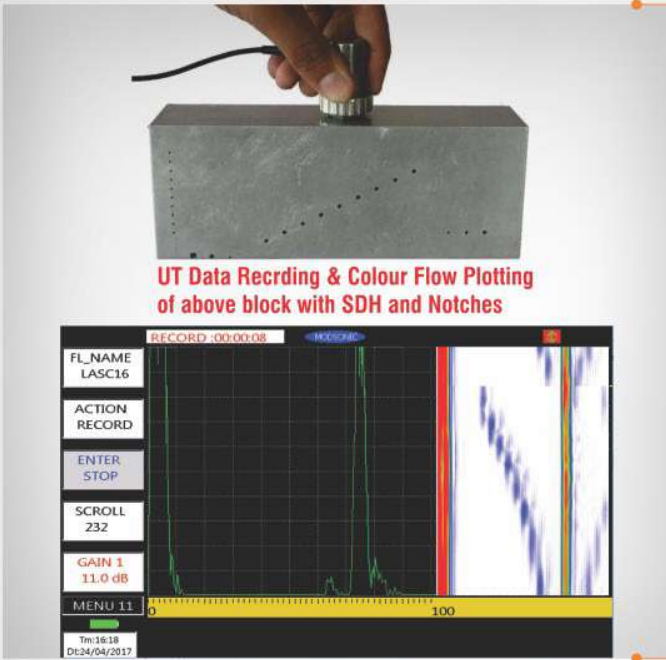 UT Data Recrding & Colour Flow Plotting
of above block with SDH and Notches
RECORD :00:00:08
MODSONIC
FL_NAME
LASC16
ACTION
RECORD
ENTER
STOP
SCROLL
232
GAIN 1
11.0 dB
MENU 11
0
100
Tm:16:18
Dt:24/04/2017